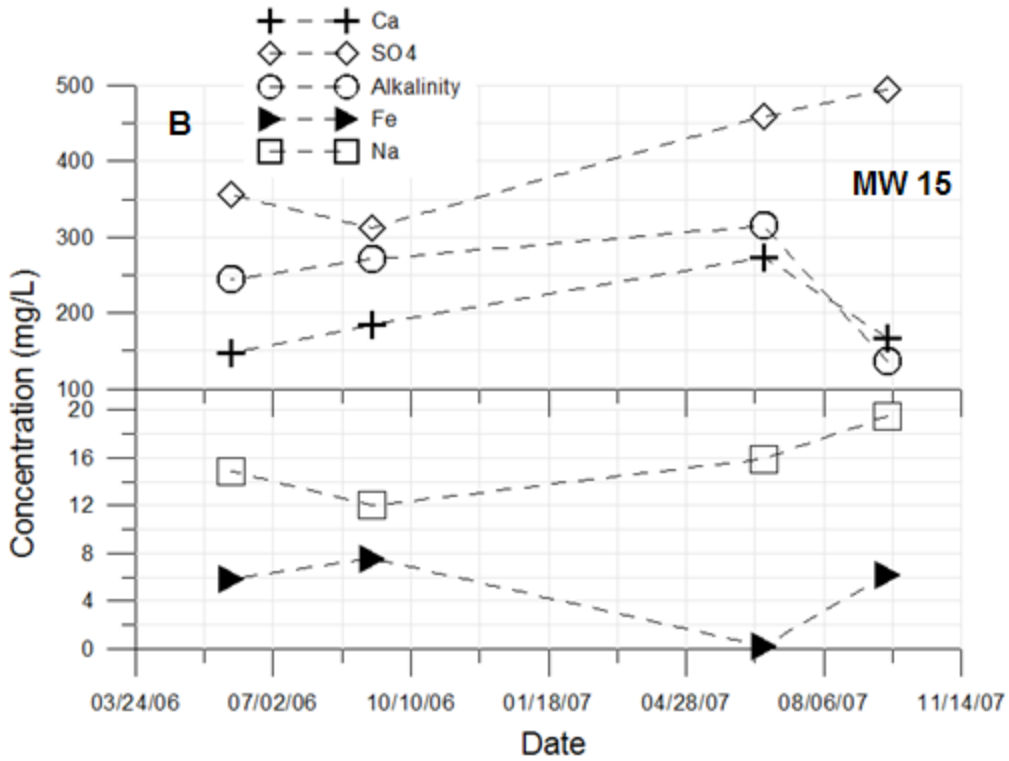 Ca
SO4
Alkalinity
Fe
Na
B
MW 15
500
400
300
200
100
20
16
12
8
4
0
Concentration (mg/L)
03/24/06 07/02/06 10/10/06 01/18/07 04/28/07 08/06/07 11/14/07
Date